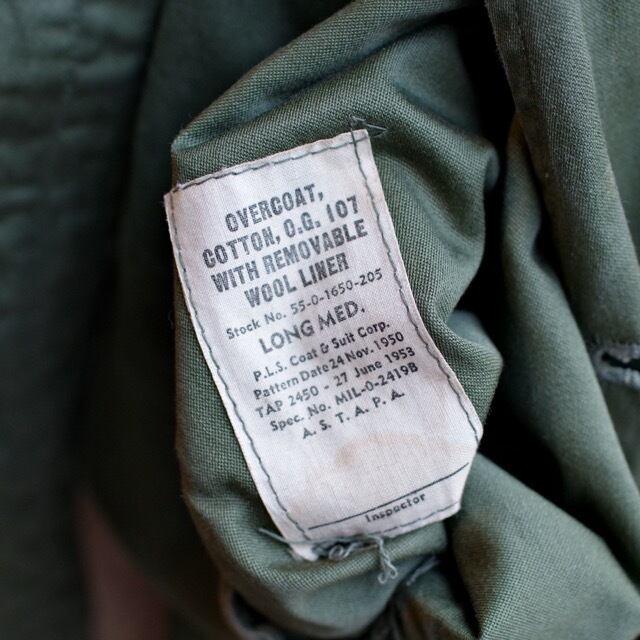 OVERCOAT,
COTTON, O.G. 107
WITH REMOVABLE
WOOL LINER
Stock No. 55-O-1650-205
LONG MED.
P.L.S. Coat & Suit Corp.
Pattern Date 24 Nov. 1950
TAP 2450 - 27 June 1953
Spec. No. MIL-O-2419B
A. S. T. A. P. A.
Inspector